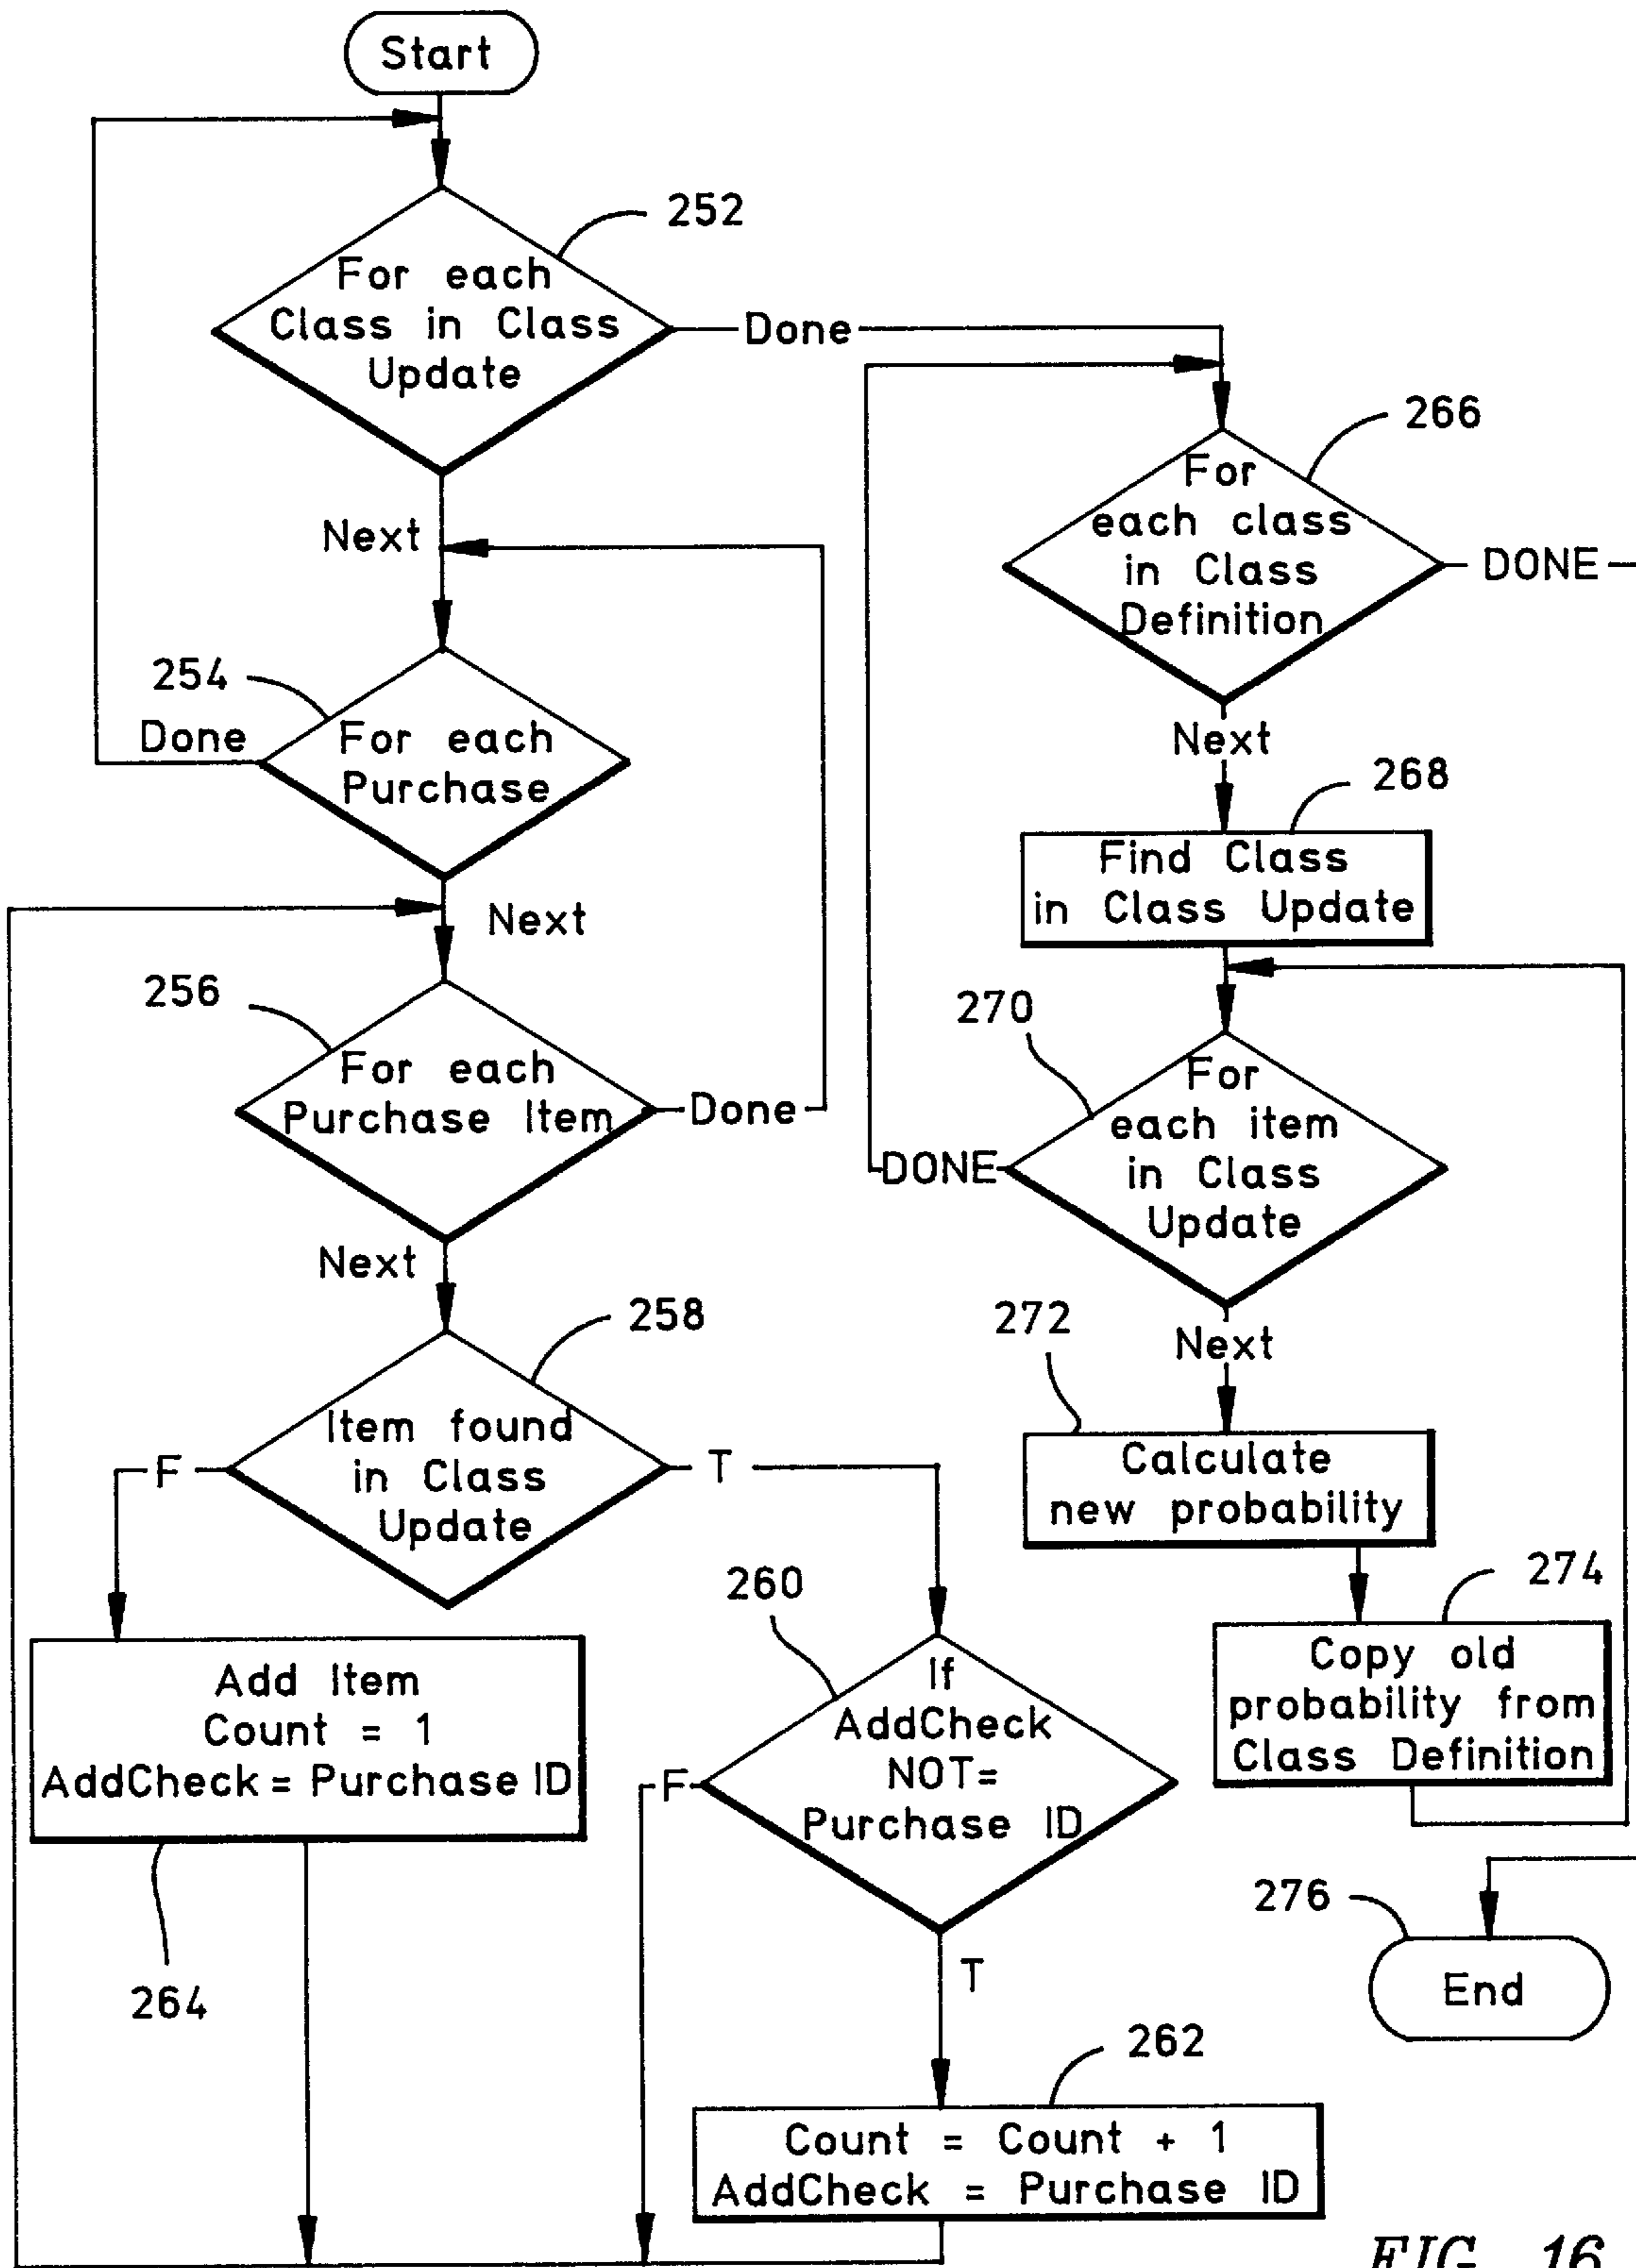 Start
252
For each
Class in Class
Update
Done
Next
266
For
each class
in Class
Definition
DONE
254
Done
For each
Purchase
Next
Next
268
Find Class
in Class Update
256
For each
Purchase Item
Done
270
For
each item
in Class
Update
DONE
Next
258
Item found
in Class
Update
F
T
272
Next
Calculate
new probability
260
If
AddCheck
NOT=
Purchase ID
F
T
274
Copy old
probability from
Class Definition
Add Item
Count = 1
AddCheck = Purchase ID
264
276
End
262
Count = Count + 1
AddCheck = Purchase ID
FIG. 16